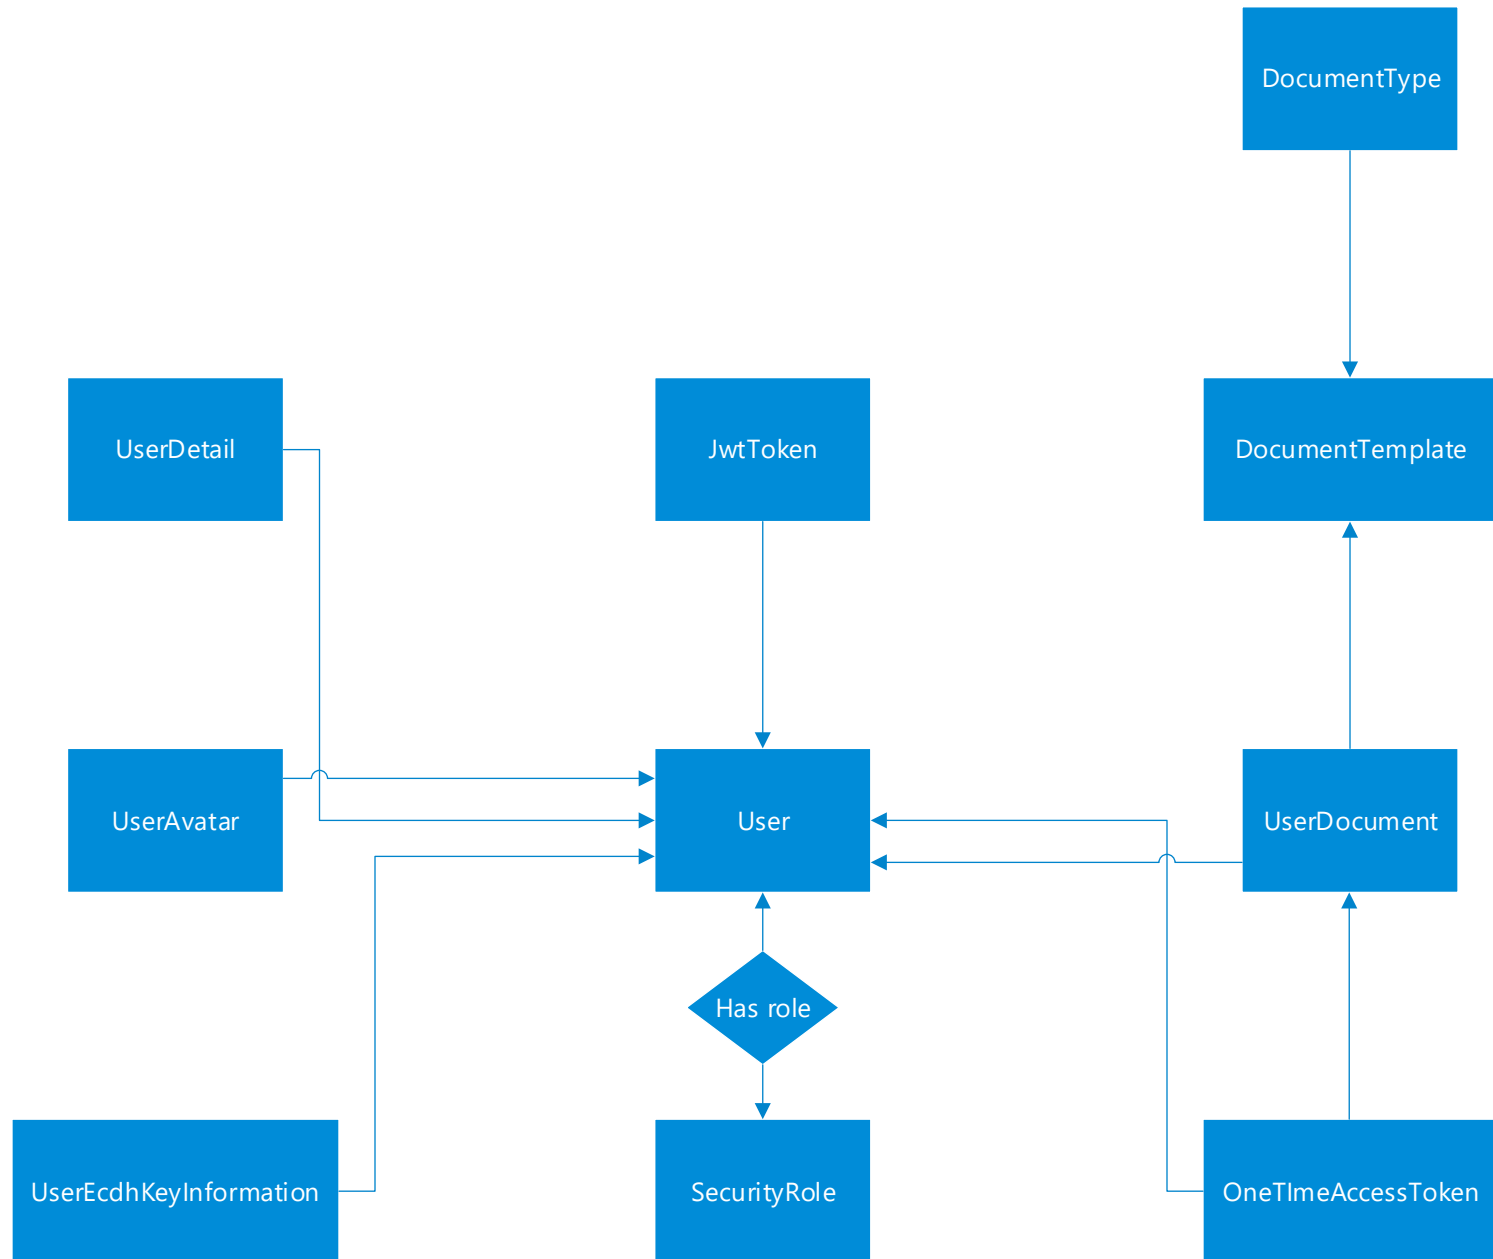 DocumentType
UserDetail
JwtToken
DocumentTemplate
UserAvatar
User
UserDocument
Has role
UserEcdhKeyInformation
SecurityRole
OneTImeAccessToken